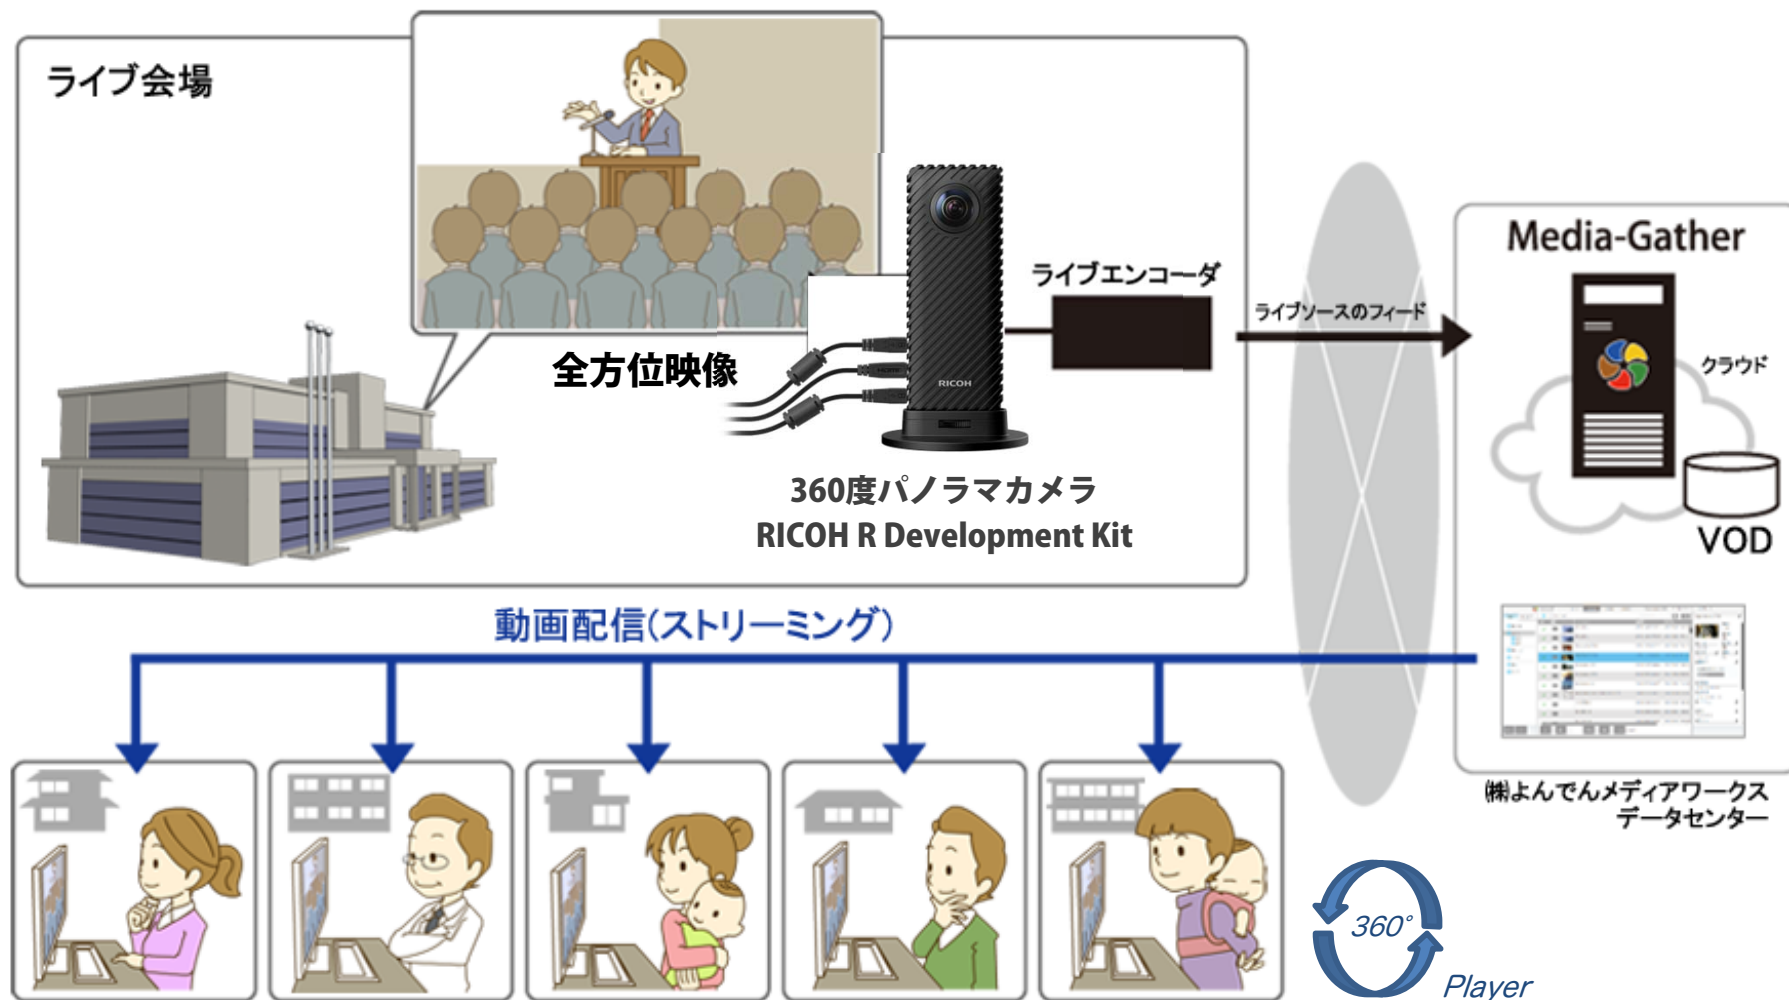 ライブ会場
全方位映像
RICOH
360度パノラマカメラ
RICOH R Development Kit
ライブエンコーダ
ライブソースのフィード
Media-Gather
クラウド
VOD
㈱よんでんメディアワークス
データセンター
動画配信(ストリーミング)
360°
Player